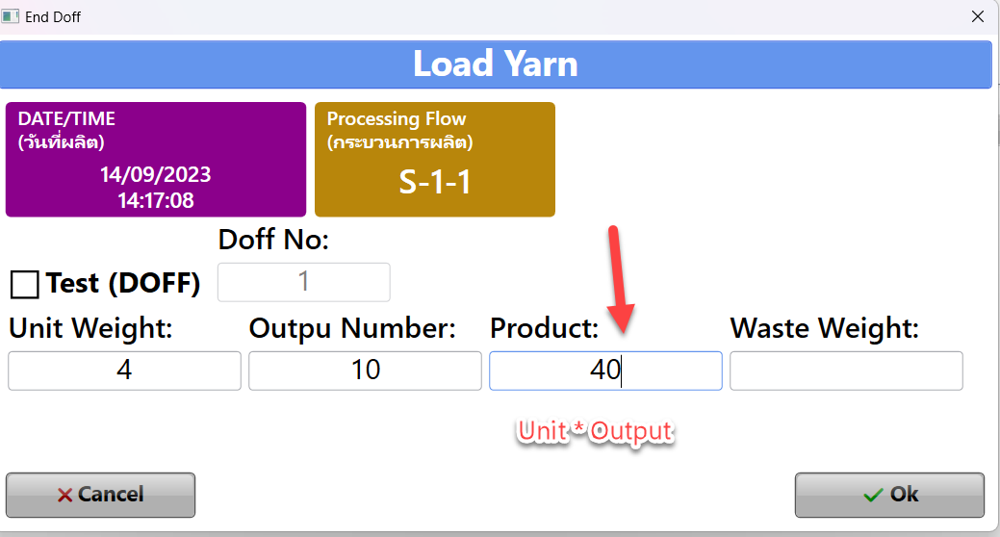 End Doff
Load Yarn
DATE/TIME
(วันที่ผลิต)
14/09/2023
14:17:08
Processing Flow
(กระบวนการผลิต)
S-1-1
Doff No:
Test (DOFF)
1
Unit Weight:
Outpu Number:
Product:
Waste Weight:
4
10
40
Unit * Output
Cancel
Ok